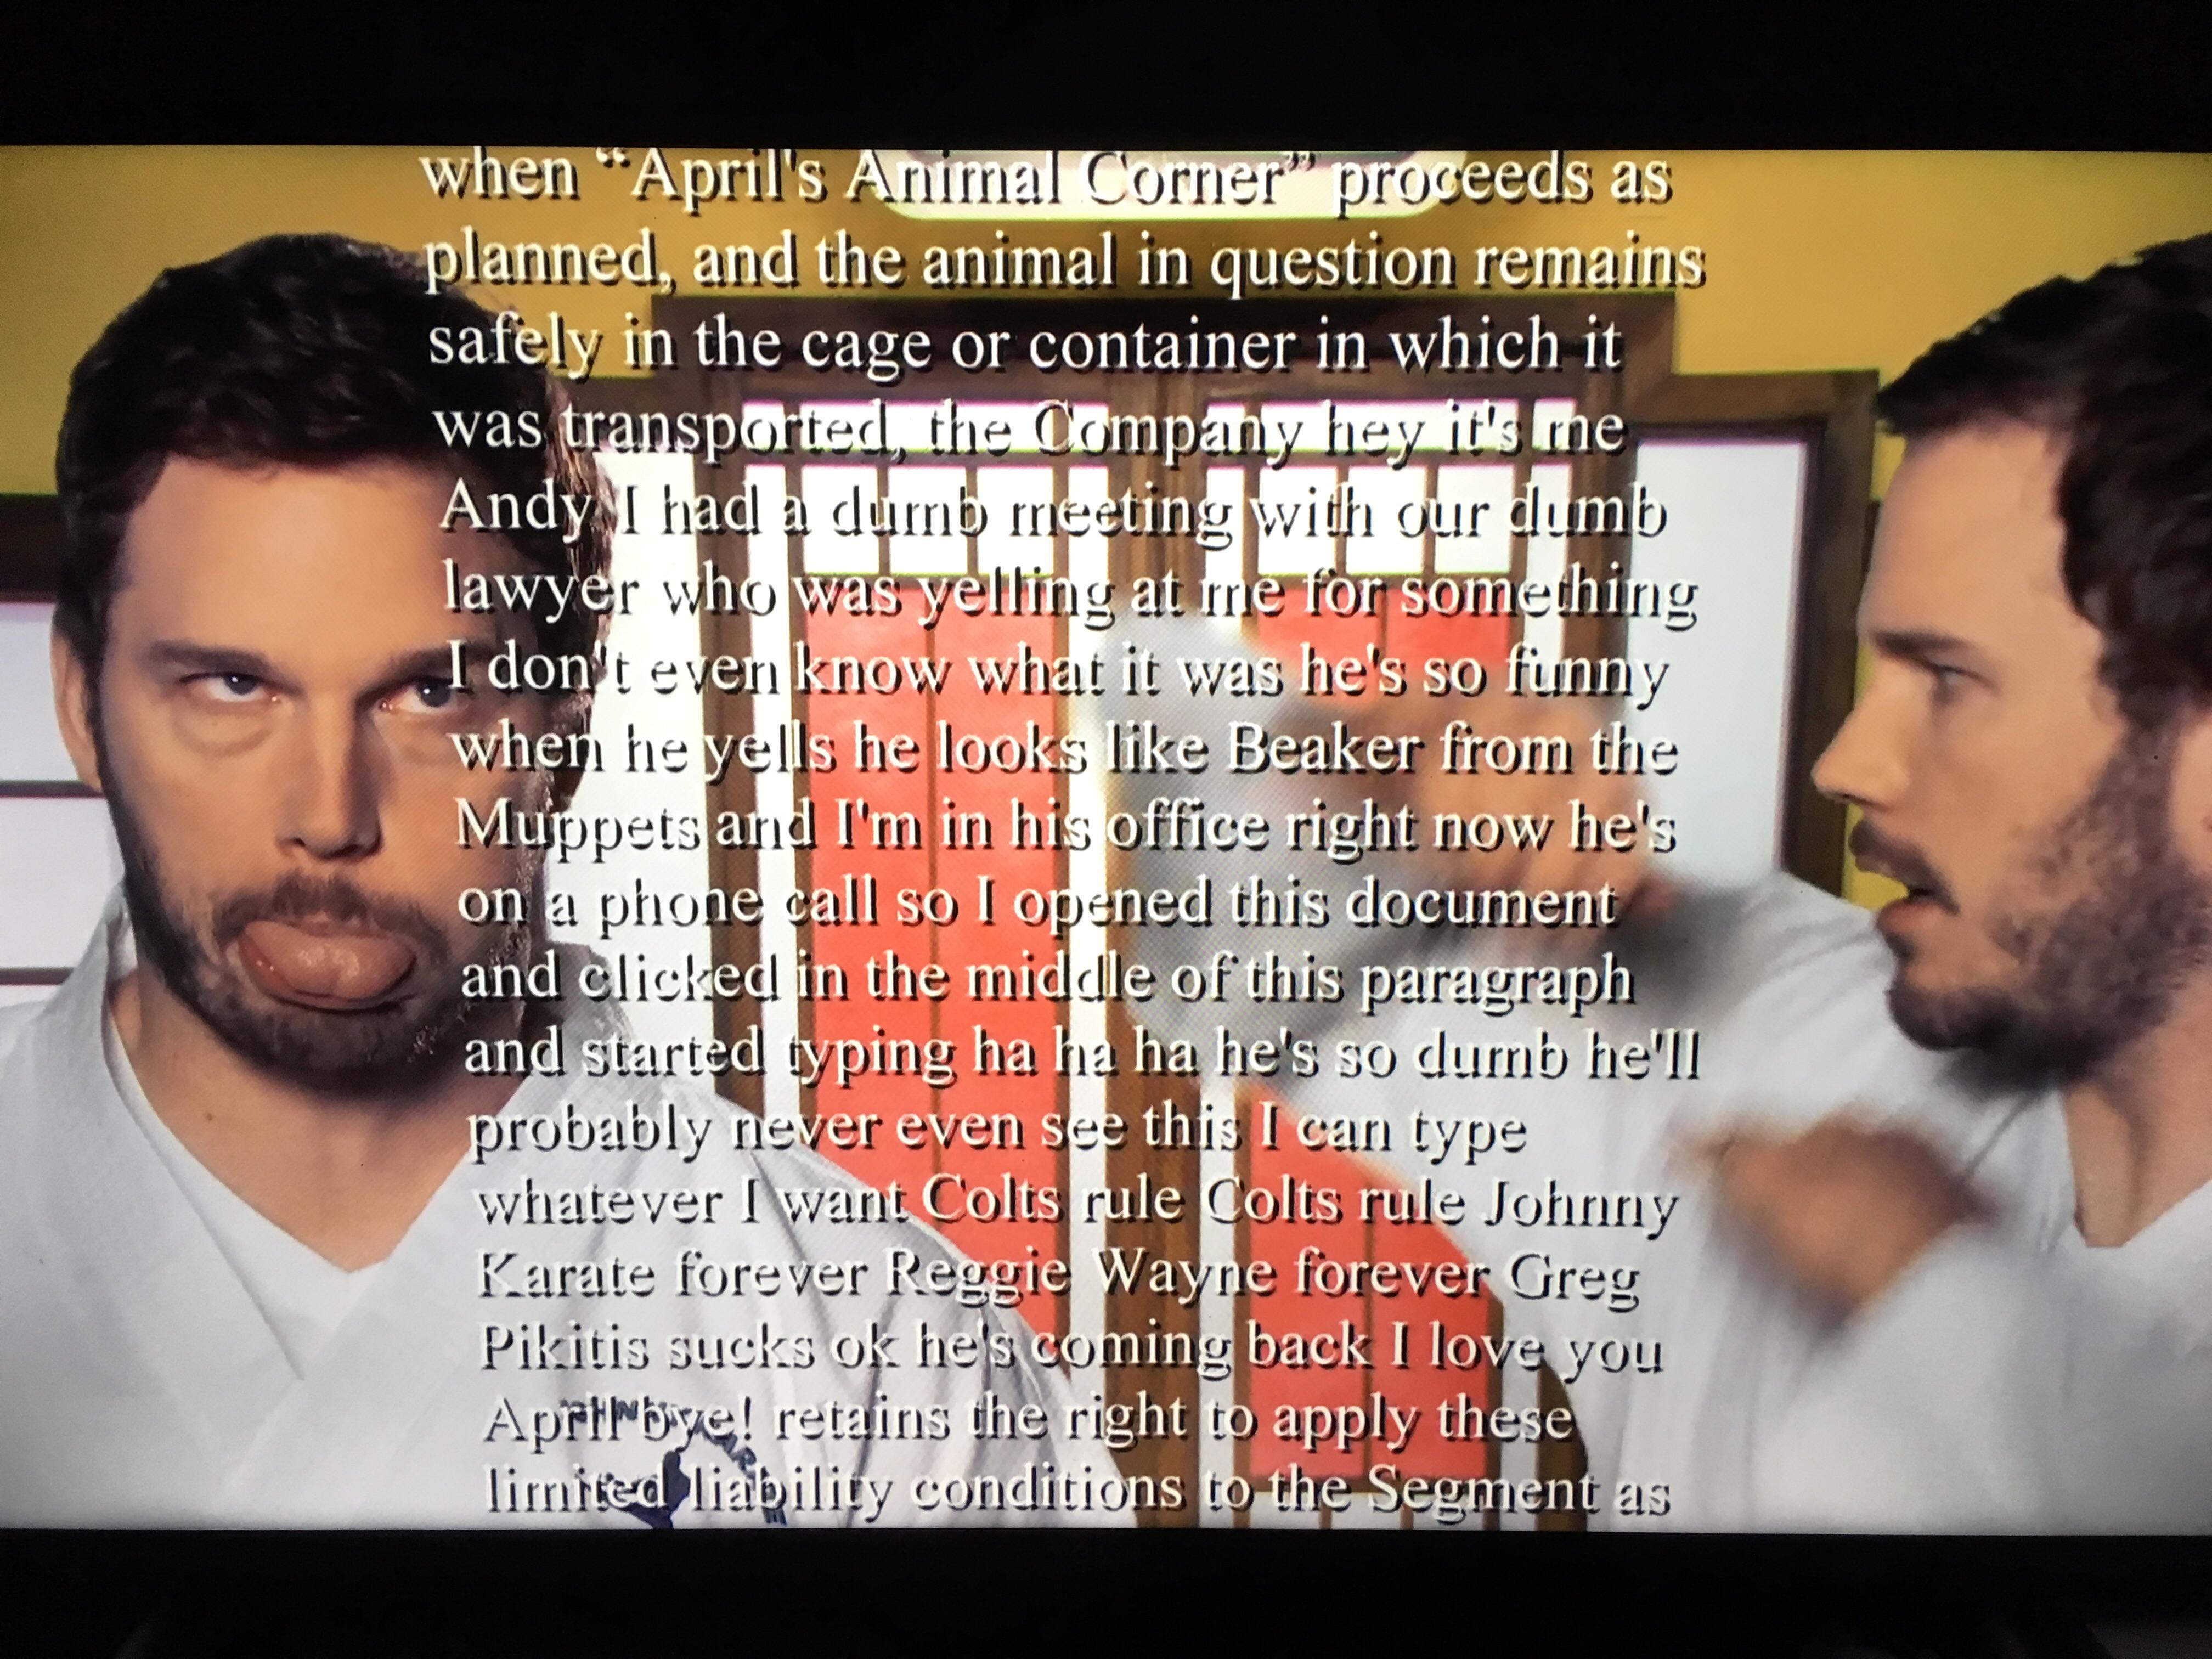 when “April's Animal Corner” proceeds as
planned, and the animal in question remains
safely in the cage or container in which it
was transported, the Company hey it's me
Andy I had a dumb meeting with our dumb
lawyer who was yelling at me for something
I don't even know what it was he's so funny
when he yells he looks like Beaker from the
Muppets and I'm in his office right now he's
on a phone call so I opened this document
and clicked in the middle of this paragraph
and started typing ha ha ha he's so dumb he'll
probably never even see this I can type
whatever I want Colts rule Colts rule Johnny
Karate forever Reggie Wayne forever Greg
Pikitis sucks ok he's coming back I love you
April bye! retains the right to apply these
limited liability conditions to the Segment as